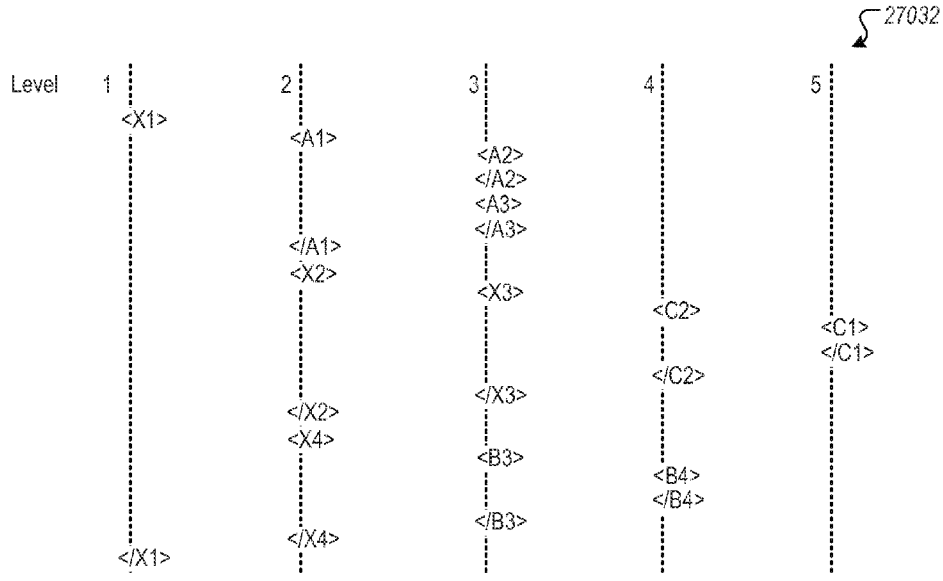 27032
Level 1 2 3 4 5
<X1>
<A1>
<A2>
</A2>
<A3>
</A3>
</A1>
<X2>
<X3>
<C2>
<C1>
</C1>
</C2>
</X3>
</X2>
<X4>
<B3>
<B4>
</B4>
</B3>
</X4>
</X1>